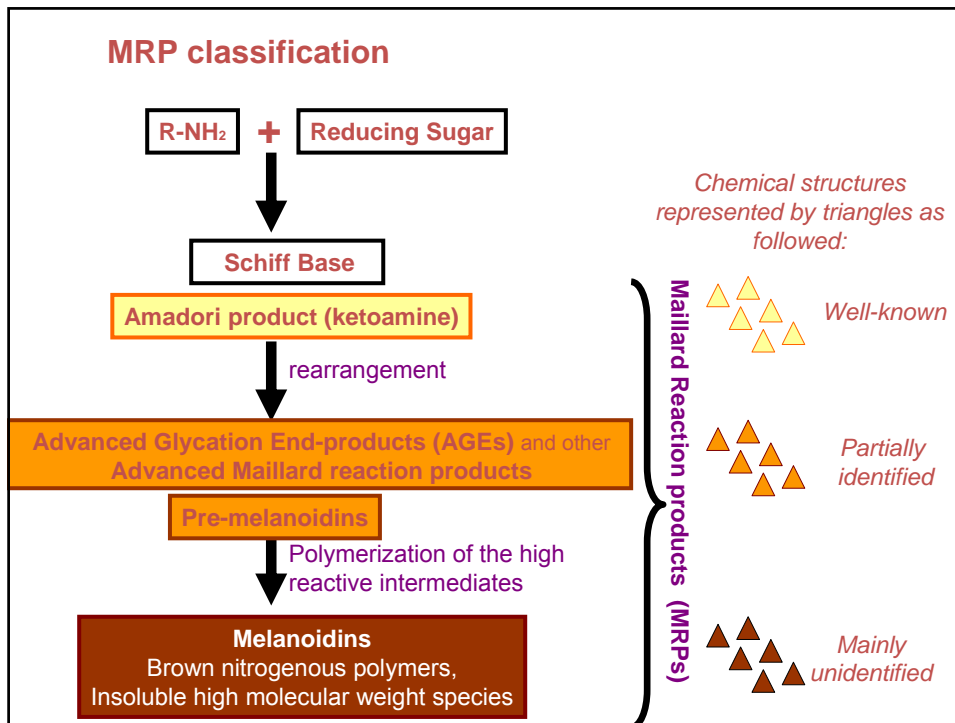 MRP classification
R-NH₂ + Reducing Sugar
Chemical structures
represented by triangles as
followed:
Schiff Base
Amadori product (ketoamine)
rearrangement
Advanced Glycation End-products (AGEs) and other
Advanced Maillard reaction products
Pre-melanoidins
Polymerization of the high
reactive intermediates
Melanoidins
Brown nitrogenous polymers,
Insoluble high molecular weight species
Maillard Reaction products (MRPs)
Well-known
Partially
identified
Mainly
unidentified